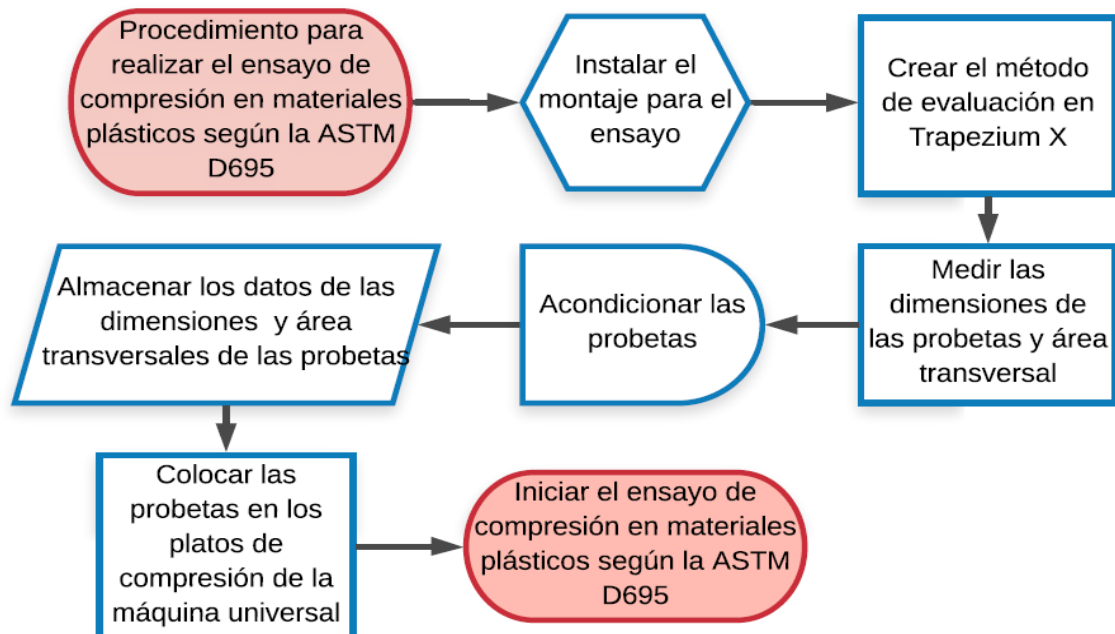 Procedimiento para
realizar el ensayo de
compresión en materiales
plásticos según la ASTM
D695
Instalar el
montaje para el
ensayo
Crear el método
de evaluación en
Trapezium X
Medir las
dimensiones de
las probetas y área
transversal
Acondicionar las
probetas
Almacenar los datos de las
dimensiones y área
transversales de las probetas
Colocar las
probetas en los
platos de
compresión de la
máquina universal
Iniciar el ensayo de
compresión en materiales
plásticos según la ASTM
D695